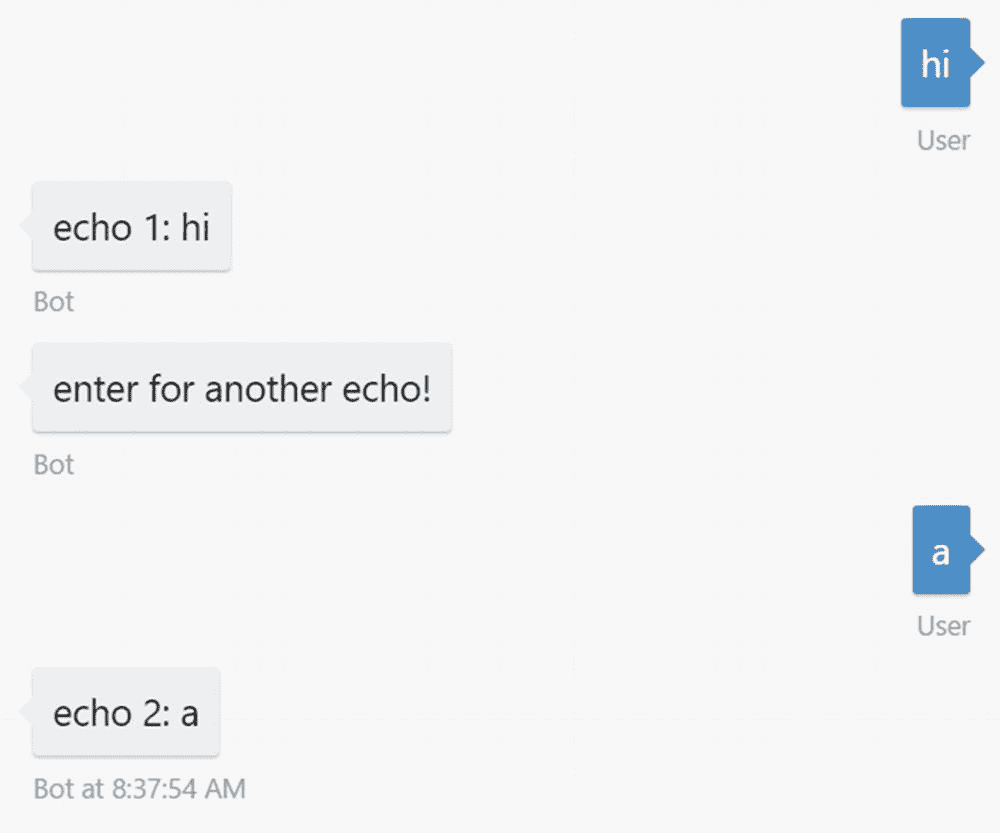 hi
User
echo 1: hi
Bot
enter for another echo!
Bot
a
User
echo 2: a
Bot at 8:37:54 AM